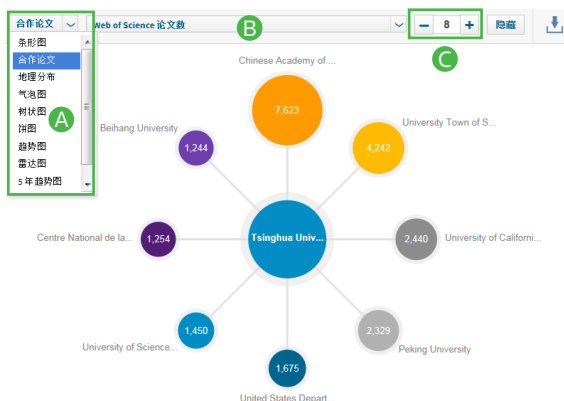 合作论文
Web of Science 论文数
B
8
隐藏
条形图
合作论文
地理分布
气泡图
树状图
A
饼图
趋势图
雷达图
5 年趋势图
C
Chinese Academy of ...
7,623
Beihang University
1,244
University Town of S...
4,242
Centre National de la...
1,254
Tsinghua Univ...
2,440
University of Californi...
1,450
University of Science...
2,329
Peking University
1,675
United States Depart...